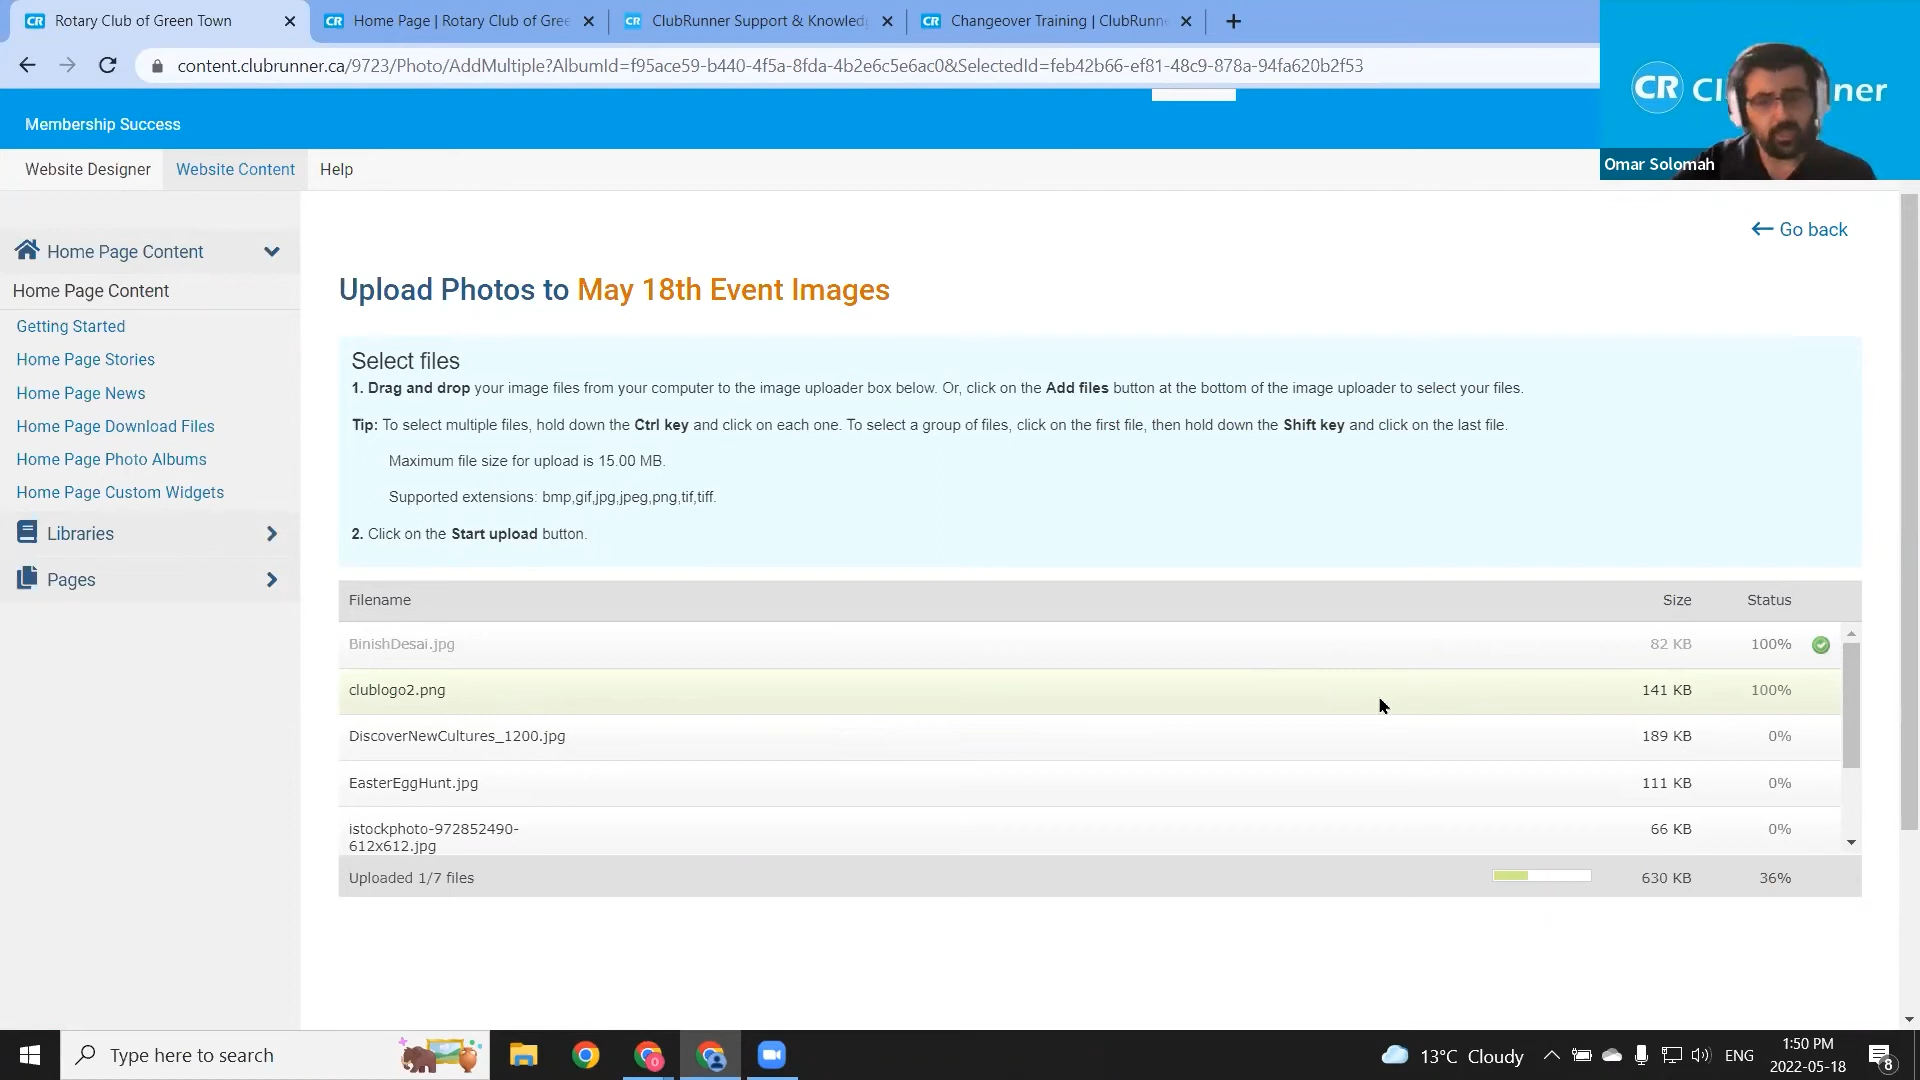 Rotary Club of Green Town
Home Page | Rotary Club of Gree
ClubRunner Support & Knowled
Changeover Training | ClubRunn
content.clubrunner.ca/9723/Photo/AddMultiple?AlbumId=f95ace59-b440-4f5a-8fda-4b2e6c5e6ac0&SelectedId=feb42b66-ef81-48c9-878a-94fa620b2f53
CR Cl ner
Omar Solomah
Membership Success
Website Designer Website Content Help
Go back
Home Page Content
Home Page Content
Getting Started
Home Page Stories
Home Page News
Home Page Download Files
Home Page Photo Albums
Home Page Custom Widgets
Libraries
Pages
Upload Photos to May 18th Event Images
Select files
1. Drag and drop your image files from your computer to the image uploader box below. Or, click on the Add files button at the bottom of the image uploader to select your files.
Tip: To select multiple files, hold down the Ctrl key and click on each one. To select a group of files, click on the first file, then hold down the Shift key and click on the last file.
Maximum file size for upload is 15.00 MB.
Supported extensions: bmp,gif,jpg,jpeg,png,tif,tiff.
2. Click on the Start upload button.
Filename Size Status
BinishDesai.jpg 82 KB 100%
clublogo2.png 141 KB 100%
DiscoverNewCultures_1200.jpg 189 KB 0%
EasterEggHunt.jpg 111 KB 0%
istockphoto-972852490- 66 KB 0%
612x612.jpg
Uploaded 1/7 files 630 KB 36%
Type here to search
13°C Cloudy
ENG
1:50 PM
2022-05-18
8